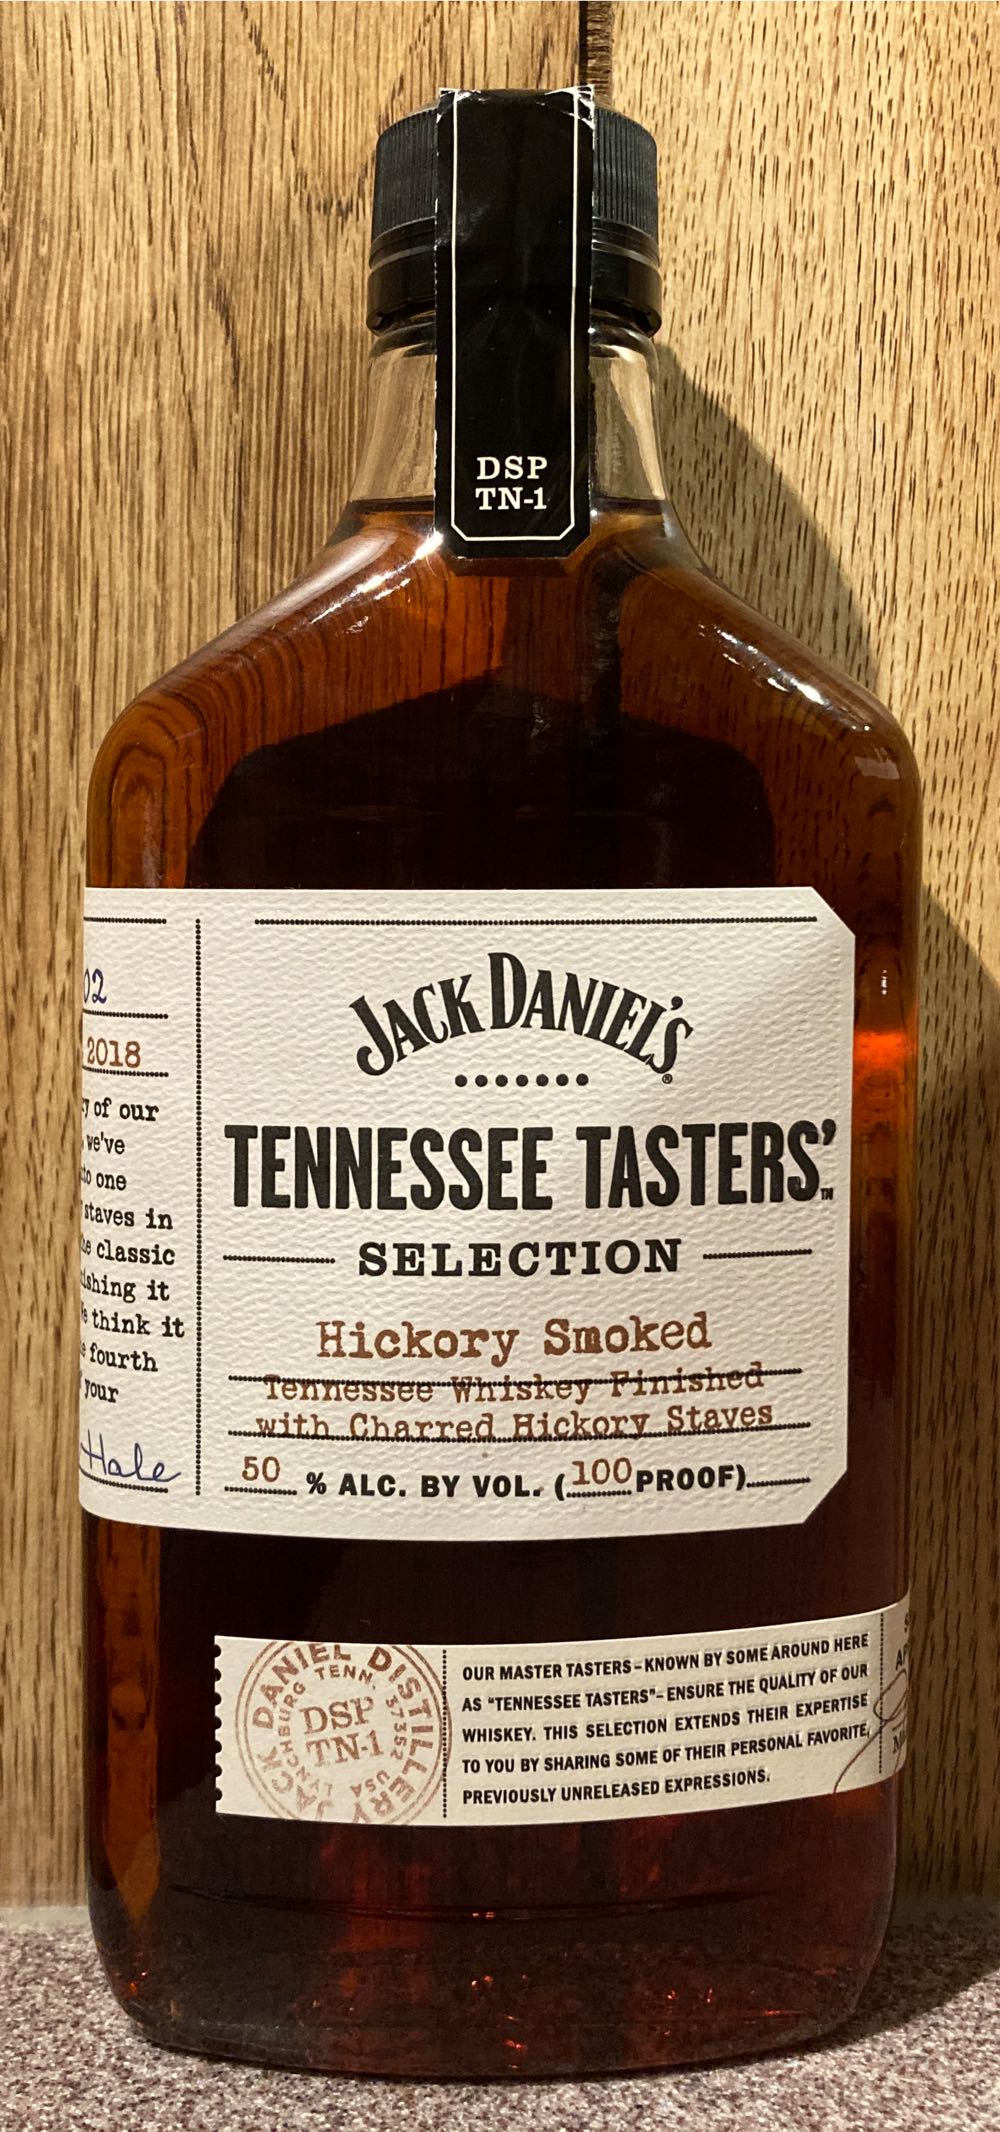 DSP
TN-1
02
2018
of our
we've
to one
staves in
classic
it
think it
fourth
your
Hale
JACK DANIEL'S®
TENNESSEE TASTERS'™
SELECTION
Hickory Smoked
Tennessee Whiskey Finished
with Charred Hickory Staves
50 % ALC. BY VOL. (100 PROOF)
JACK DANIEL DISTILLERY
LYNCHBURG TENN. 37352 USA
DSP
TN-1
OUR MASTER TASTERS–KNOWN BY SOME AROUND HERE
AS "TENNESSEE TASTERS"–ENSURE THE QUALITY OF OUR
WHISKEY. THIS SELECTION EXTENDS THEIR EXPERTISE
TO YOU BY SHARING SOME OF THEIR PERSONAL FAVORITE,
PREVIOUSLY UNRELEASED EXPRESSIONS.